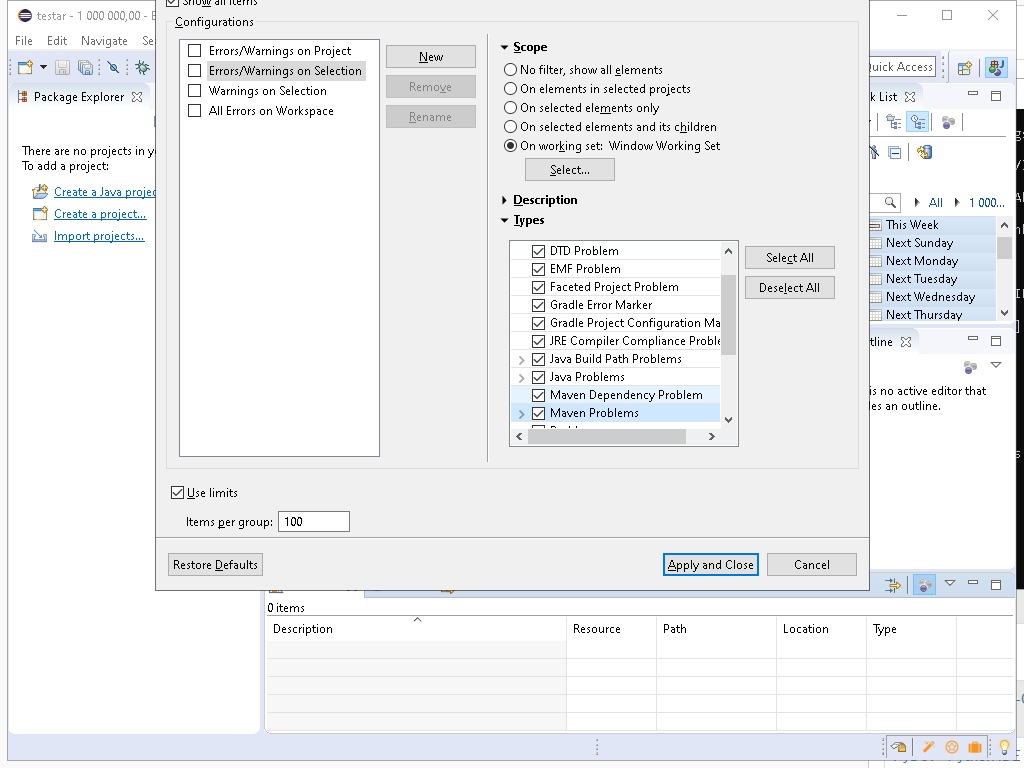 testar - 1 000 000,00 - E
Show all items
File Edit Navigate Se
Configurations
Errors/Warnings on Project
Errors/Warnings on Selection
Warnings on Selection
All Errors on Workspace
New
Remove
Rename
Scope
No filter, show all elements
On elements in selected projects
On selected elements only
On selected elements and its children
On working set: Window Working Set
Select...
Description
Types
DTD Problem
EMF Problem
Faceted Project Problem
Gradle Error Marker
Gradle Project Configuration Ma
JRE Compiler Compliance Proble
Java Build Path Problems
Java Problems
Maven Dependency Problem
Maven Problems
Select All
Deselect All
Use limits
Items per group: 100
Restore Defaults
Apply and Close
Cancel
Package Explorer
There are no projects in y
To add a project:
Create a Java projec
Create a project...
Import projects...
Quick Access
k List
All
1 000...
This Week
Next Sunday
Next Monday
Next Tuesday
Next Wednesday
Next Thursday
tline
is no active editor that
les an outline.
0 items
Description Resource Path Location Type